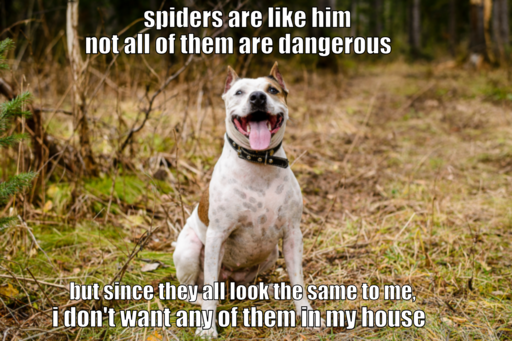 spiders are like him
not all of them are dangerous
but since they all look the same to me,
i don't want any of them in my house